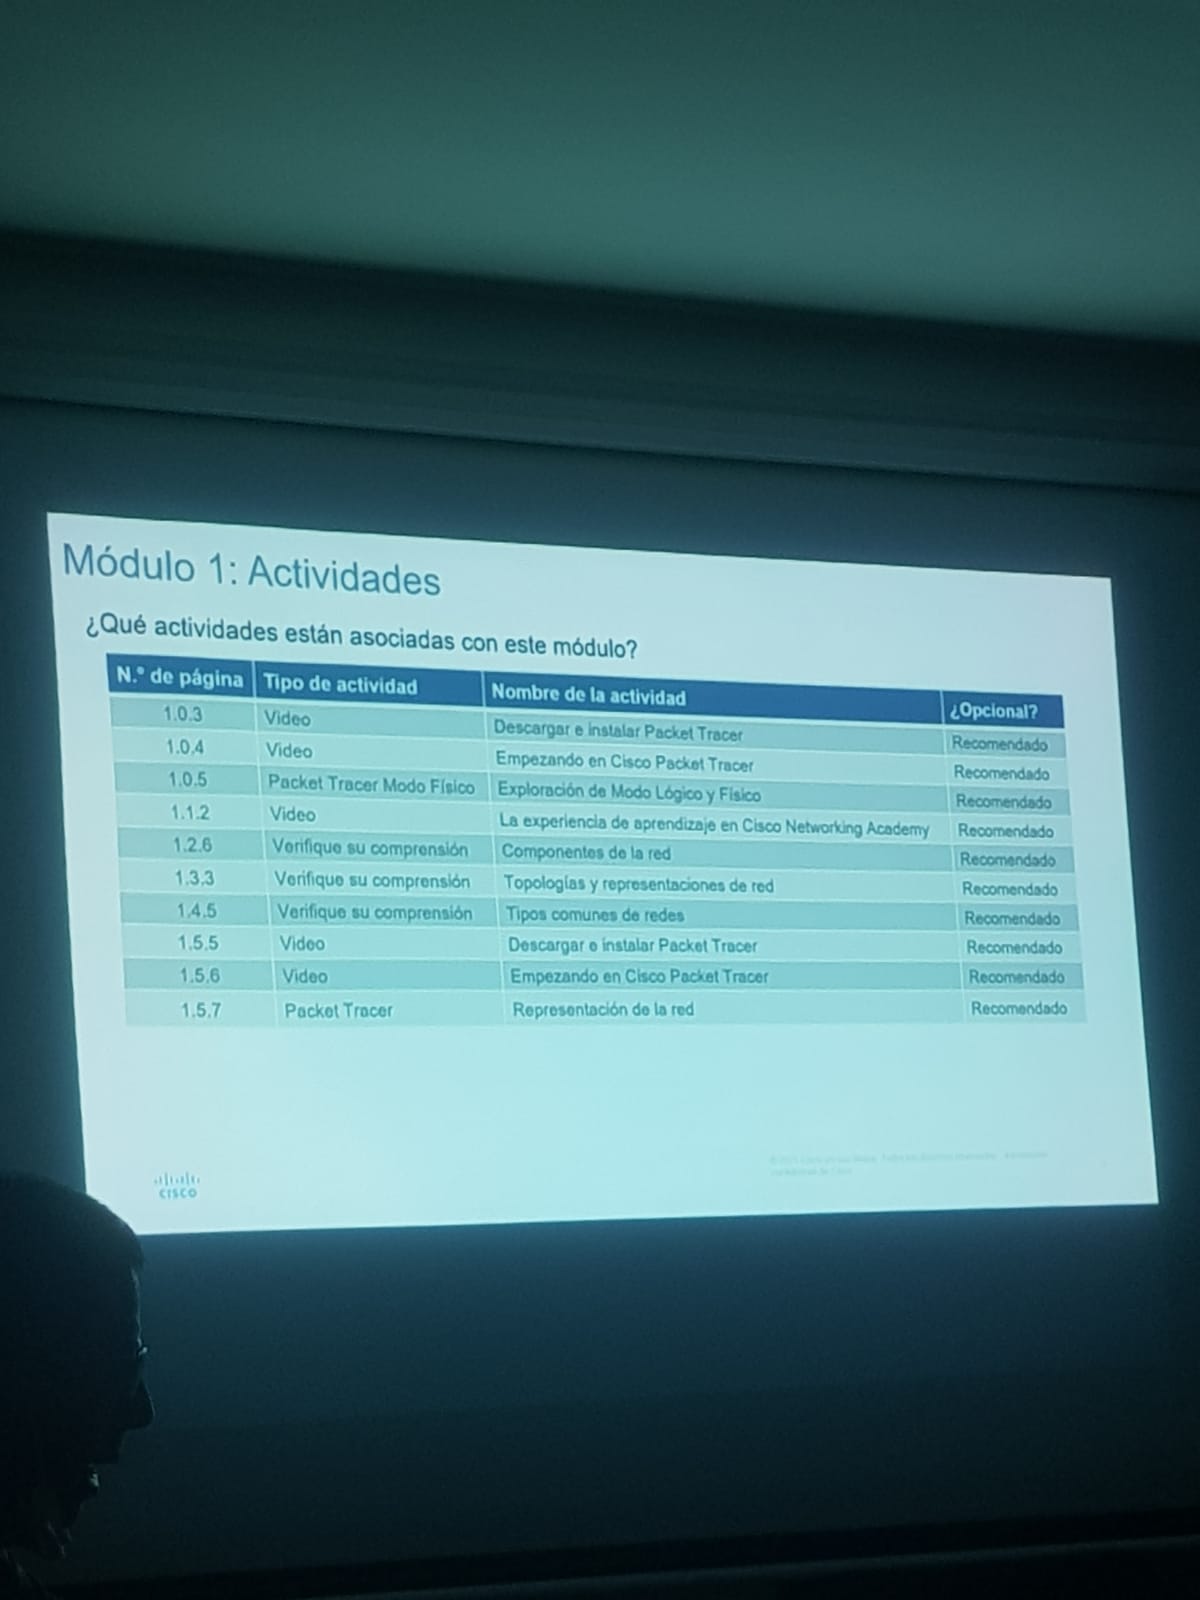 Módulo 1: Actividades
¿Qué actividades están asociadas con este módulo?
N.º de página Tipo de actividad Nombre de la actividad ¿Opcional?
1.0.3 Video Descargar e instalar Packet Tracer Recomendado
1.0.4 Video Empezando en Cisco Packet Tracer Recomendado
1.0.5 Packet Tracer Modo Físico Exploración de Modo Lógico y Físico Recomendado
1.1.2 Video La experiencia de aprendizaje en Cisco Networking Academy Recomendado
1.2.6 Verifique su comprensión Componentes de la red Recomendado
1.3.3 Verifique su comprensión Topologías y representaciones de red Recomendado
1.4.5 Verifique su comprensión Tipos comunes de redes Recomendado
1.5.5 Video Descargar e instalar Packet Tracer Recomendado
1.5.6 Video Empezando en Cisco Packet Tracer Recomendado
1.5.7 Packet Tracer Representación de la red Recomendado
CISCO